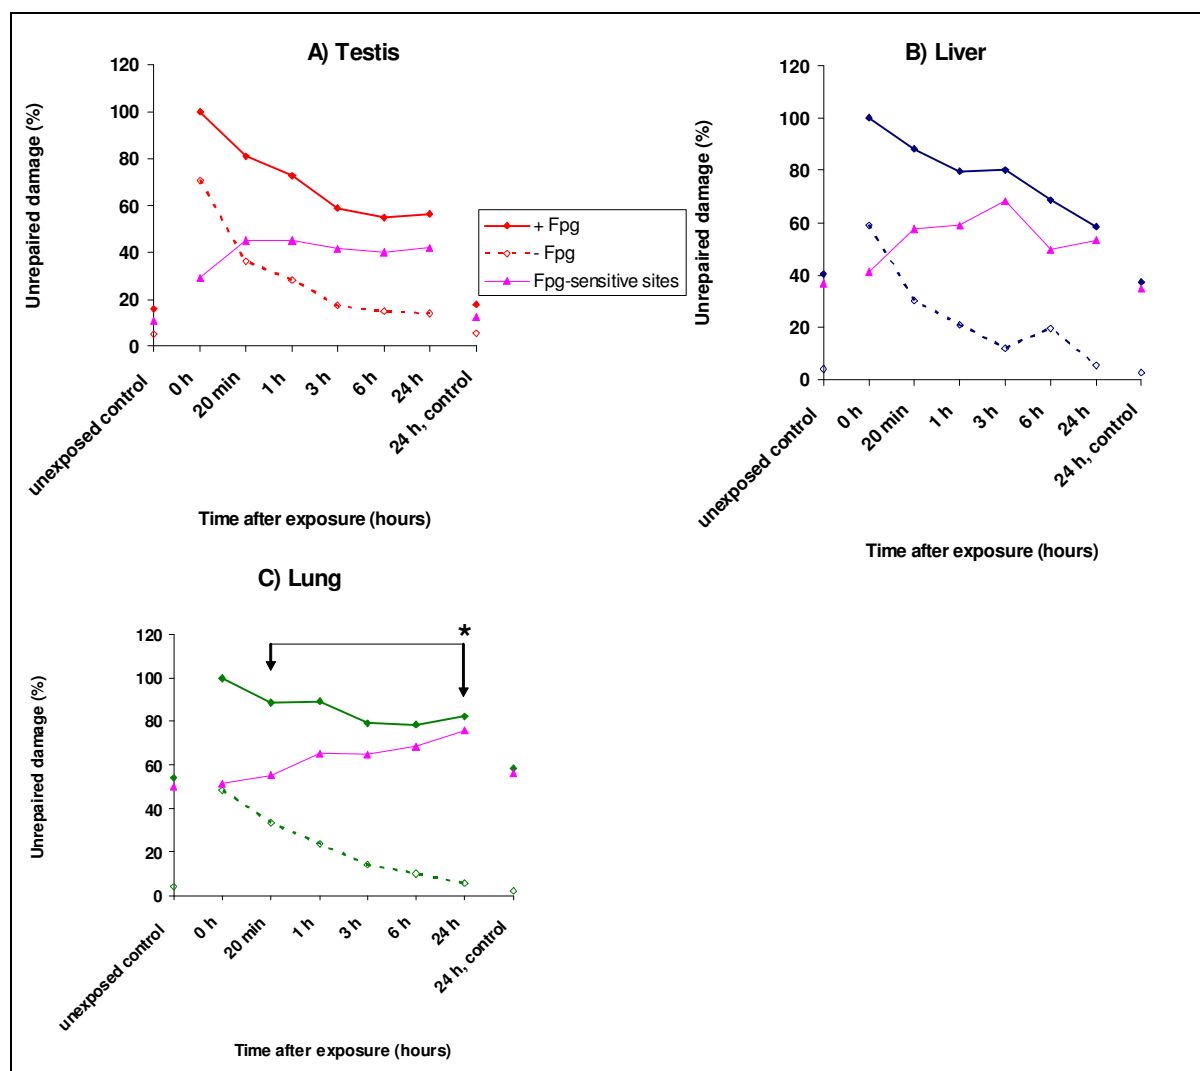 A) Testis
Unrepaired damage (%)
120
100
80
60
40
20
0
unexposed control
0 h
20 min
1 h
3 h
6 h
24 h
24 h, control
Time after exposure (hours)
+ Fpg
- Fpg
Fpg-sensitive sites
B) Liver
Unrepaired damage (%)
120
100
80
60
40
20
0
unexposed control
0 h
20 min
1 h
3 h
6 h
24 h
24 h, control
Time after exposure (hours)
C) Lung
Unrepaired damage (%)
120
100
80
60
40
20
0
*
unexposed control
0 h
20 min
1 h
3 h
6 h
24 h
24 h, control
Time after exposure (hours)